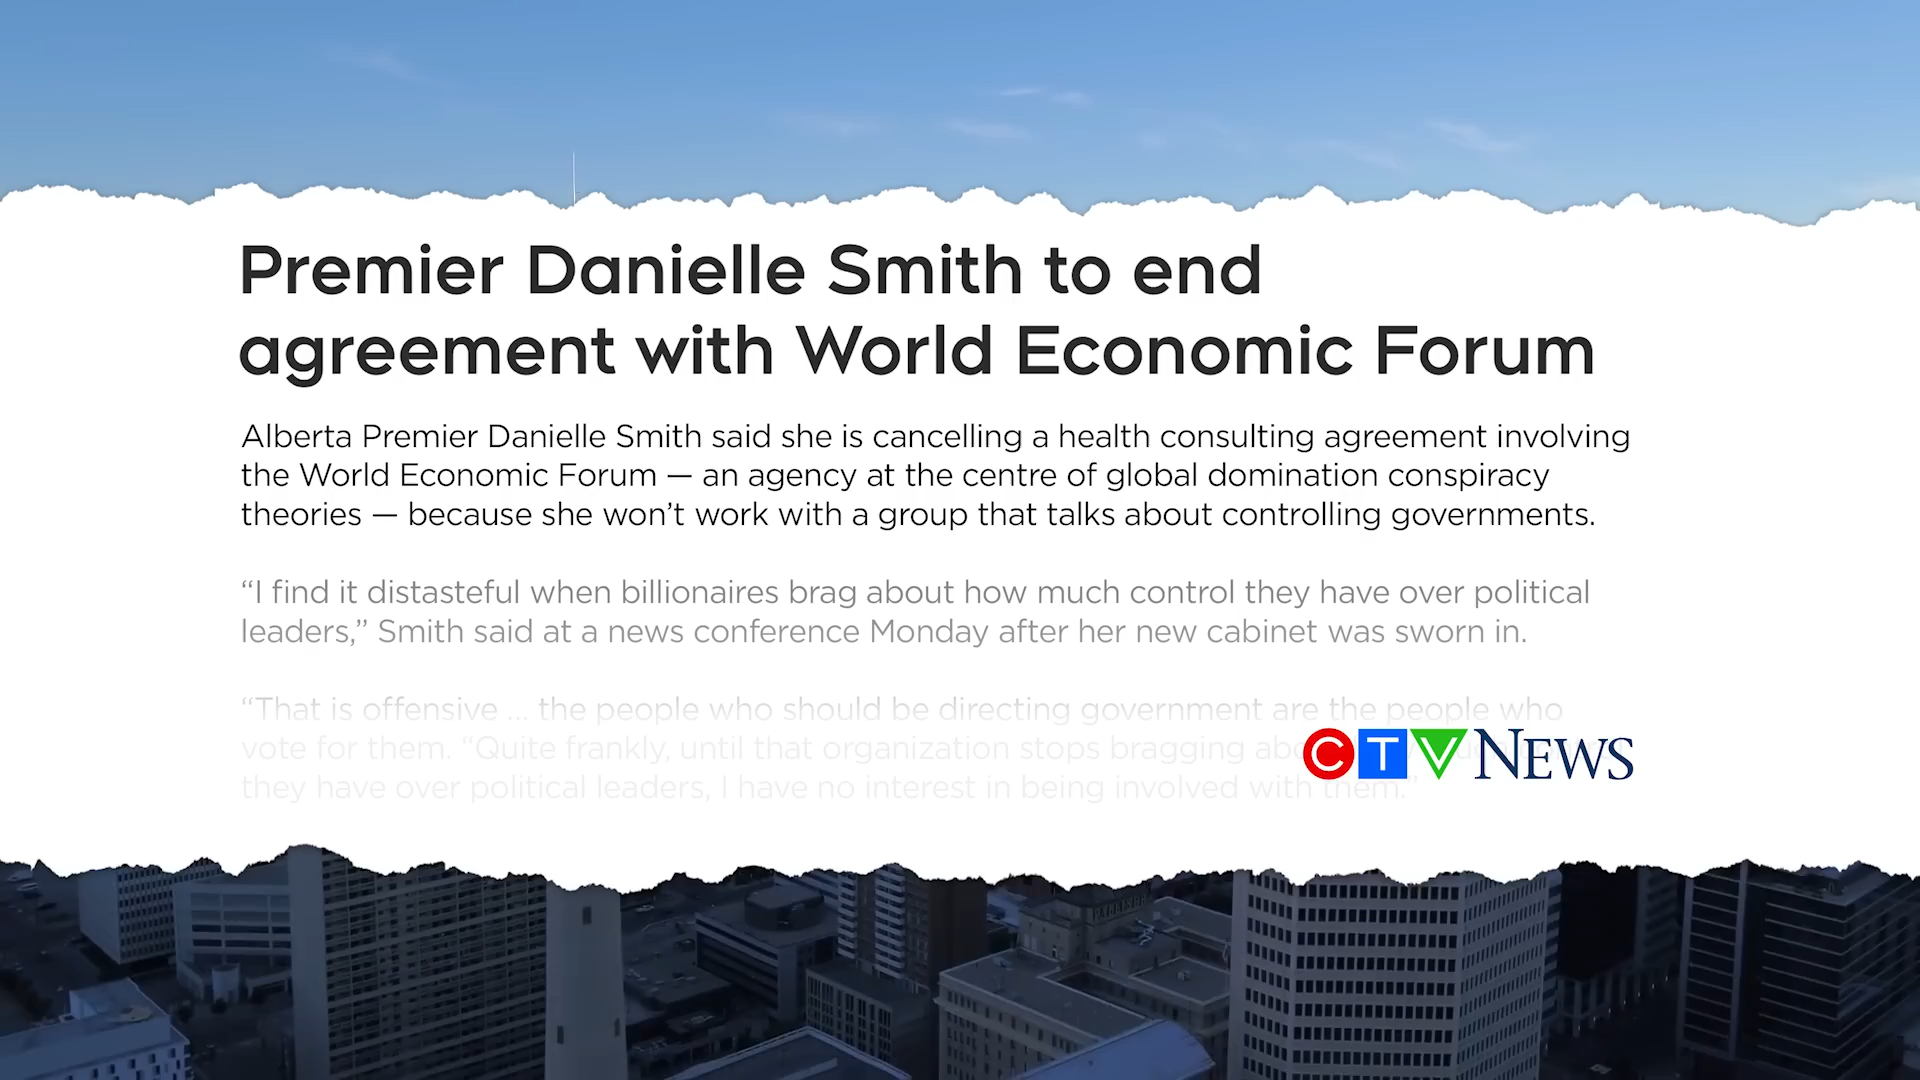 Premier Danielle Smith to end
agreement with World Economic Forum
Alberta Premier Danielle Smith said she is cancelling a health consulting agreement involving
the World Economic Forum — an agency at the centre of global domination conspiracy
theories — because she won’t work with a group that talks about controlling governments.
“I find it distasteful when billionaires brag about how much control they have over political
leaders,” Smith said at a news conference Monday after her new cabinet was sworn in.
“That is offensive ... the people who should be directing government are the people who
vote for them. “Quite frankly, until that organization stops bragging
they have over political leaders, I have no interest in being involved with them.”
CTV NEWS